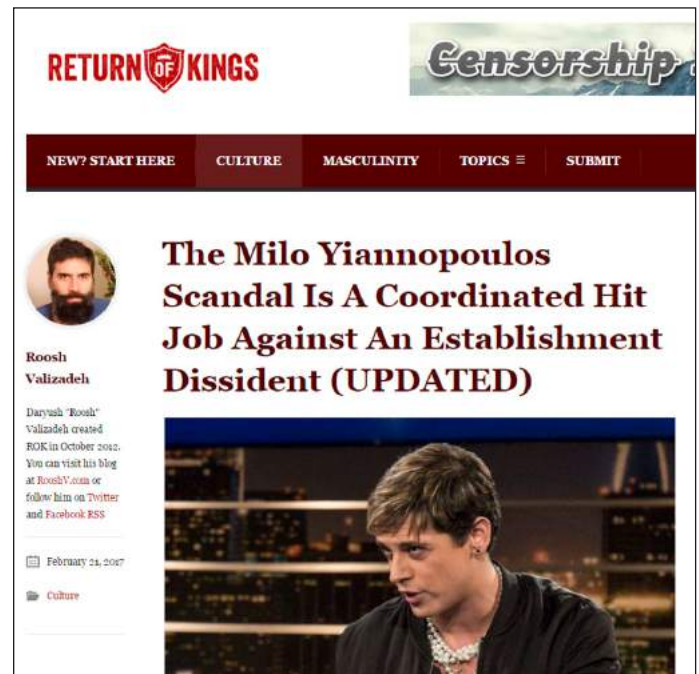 RETURN OF KINGS
Censorship
NEW? START HERE CULTURE MASCULINITY TOPICS ≡ SUBMIT
Roosh
Valizadeh
Daryush "Roosh"
Valizadeh created
ROK in October 2012.
You can visit his blog
at RooshV.com or
follow him on Twitter
and Facebook RSS
February 21, 2017
Culture
The Milo Yiannopoulos
Scandal Is A Coordinated Hit
Job Against An Establishment
Dissident (UPDATED)